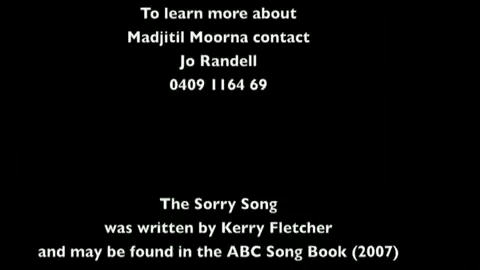 To learn more about
Madjitil Moorna contact
Jo Randell
0409 1164 69
The Sorry Song
was written by Kerry Fletcher
and may be found in the ABC Song Book (2007)